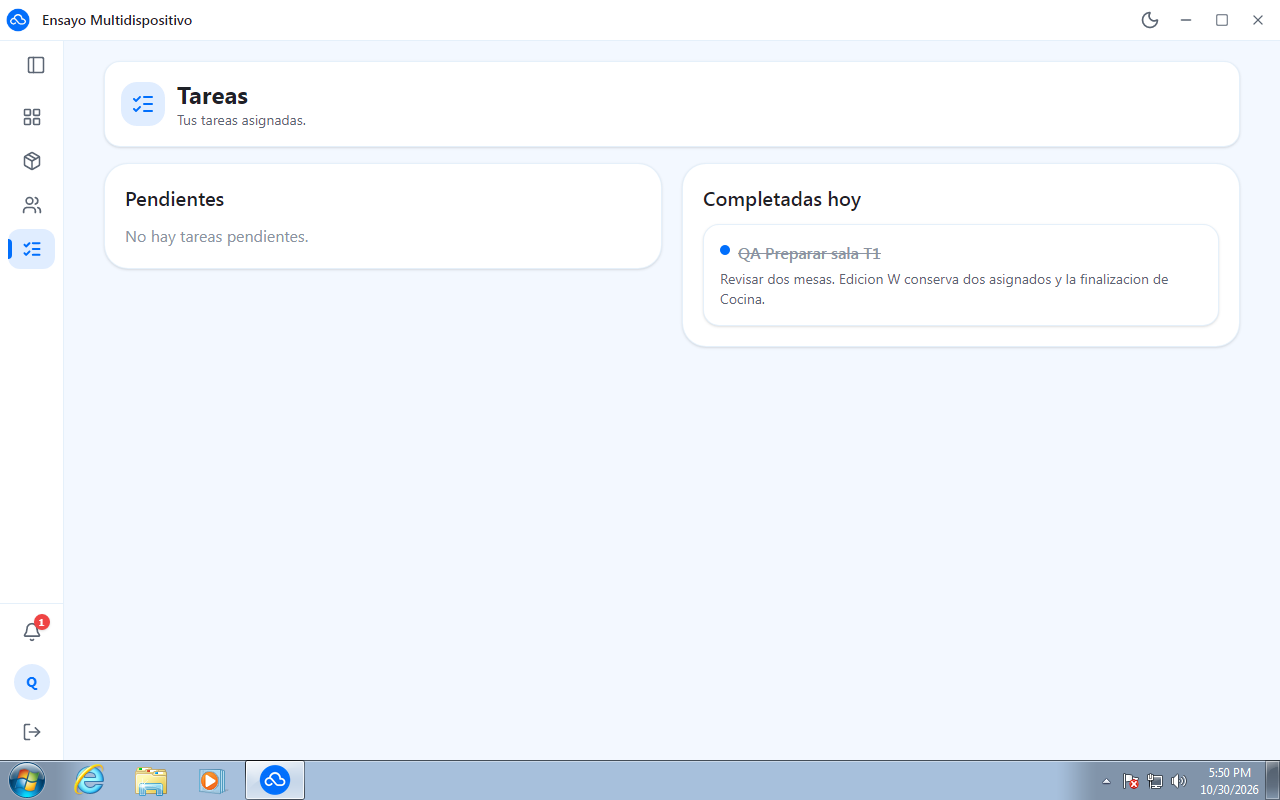 Ensayo Multidispositivo
Tareas
Tus tareas asignadas.
Pendientes
No hay tareas pendientes.
Completadas hoy
QA Preparar sala T1
Revisar dos mesas. Edicion W conserva dos asignados y la finalizacion de
Cocina.
1
Q
5:50 PM
10/30/2026